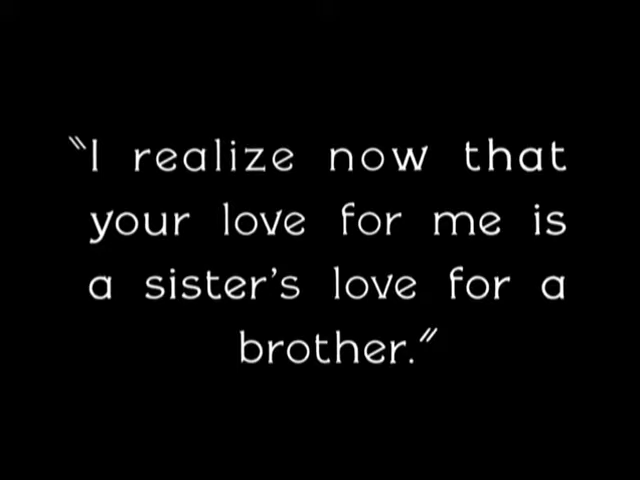 "I realize now that
your love for me is
a sister's love for a
brother."